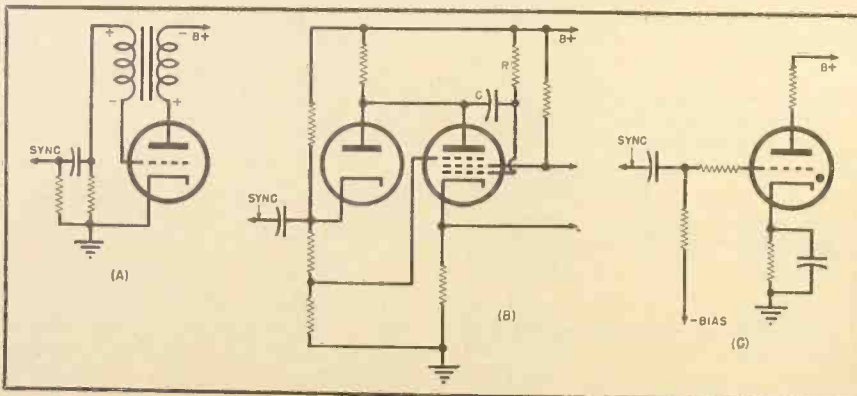 +
-
B+
-
+
SYNC
(A)
B+
R
C
SYNC
(B)
B+
SYNC
-BIAS
(C)